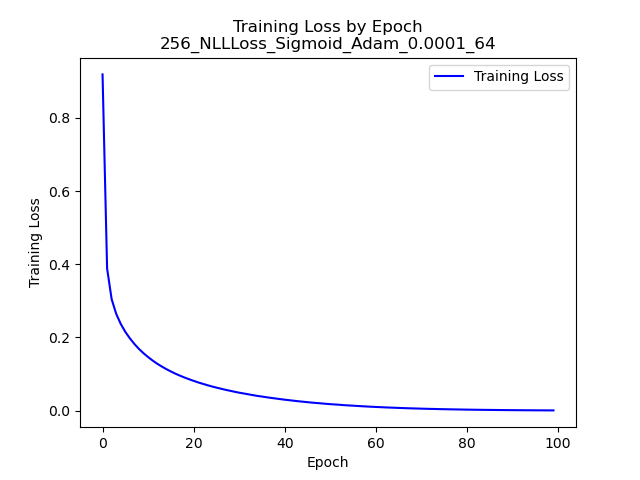 Training Loss by Epoch
256_NLLLoss_Sigmoid_Adam_0.0001_64
Training Loss
0.8
0.6
0.4
0.2
0.0
Training Loss
0 20 40 60 80 100
Epoch